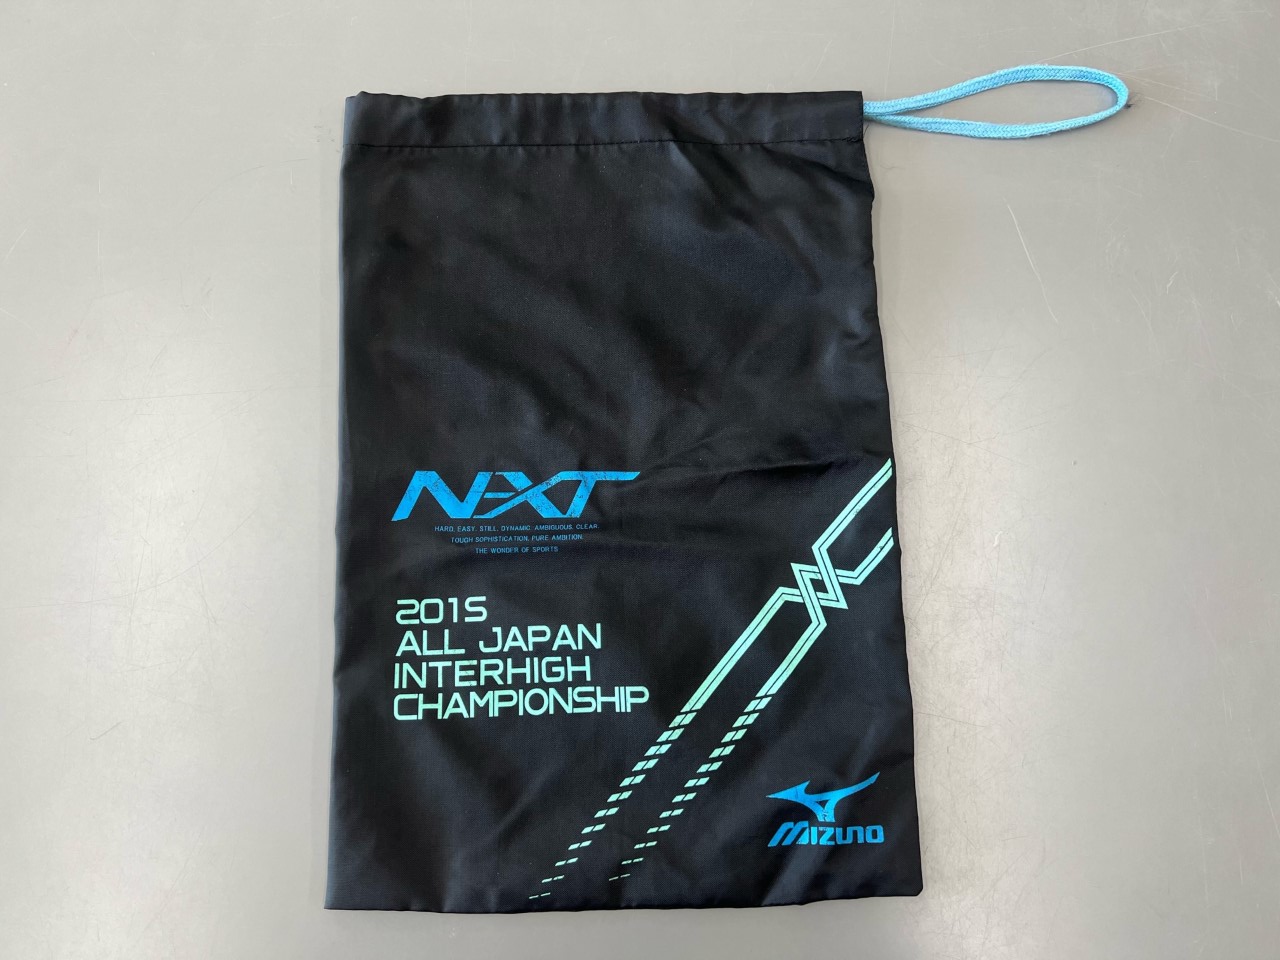 N-XT
HARD. EASY. STILL. DYNAMIC. AMBIGUOUS. CLEAR.
TOUGH SOPHISTICATION. PURE AMBITION.
THE WONDER OF SPORTS
2015
ALL JAPAN
INTERHIGH
CHAMPIONSHIP
MIZUNO